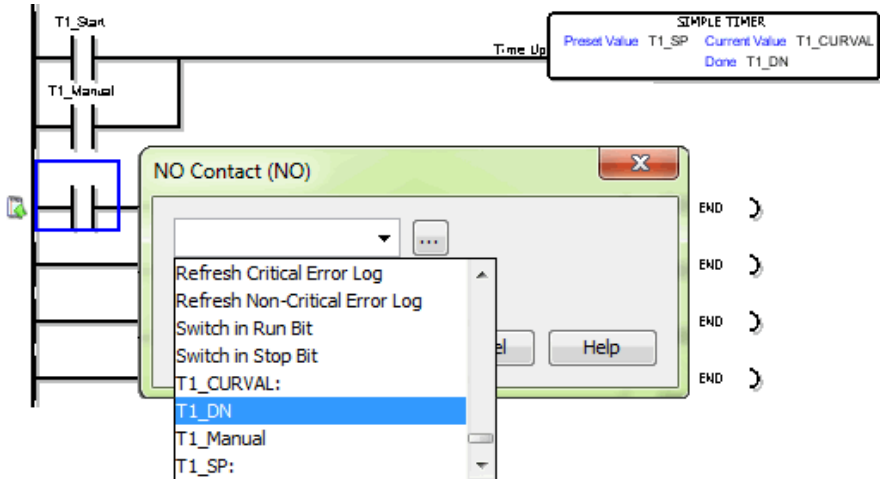 T1_Start
SIMPLE TIMER
Time Up
Preset Value T1_SP Current Value T1_CURVAL
Done T1_DN
T1_Manual
NO Contact (NO)
...
Refresh Critical Error Log
Refresh Non-Critical Error Log
Switch in Run Bit
Switch in Stop Bit
T1_CURVAL:
T1_DN
T1_Manual
T1_SP:
el
Help
END
END
END
END